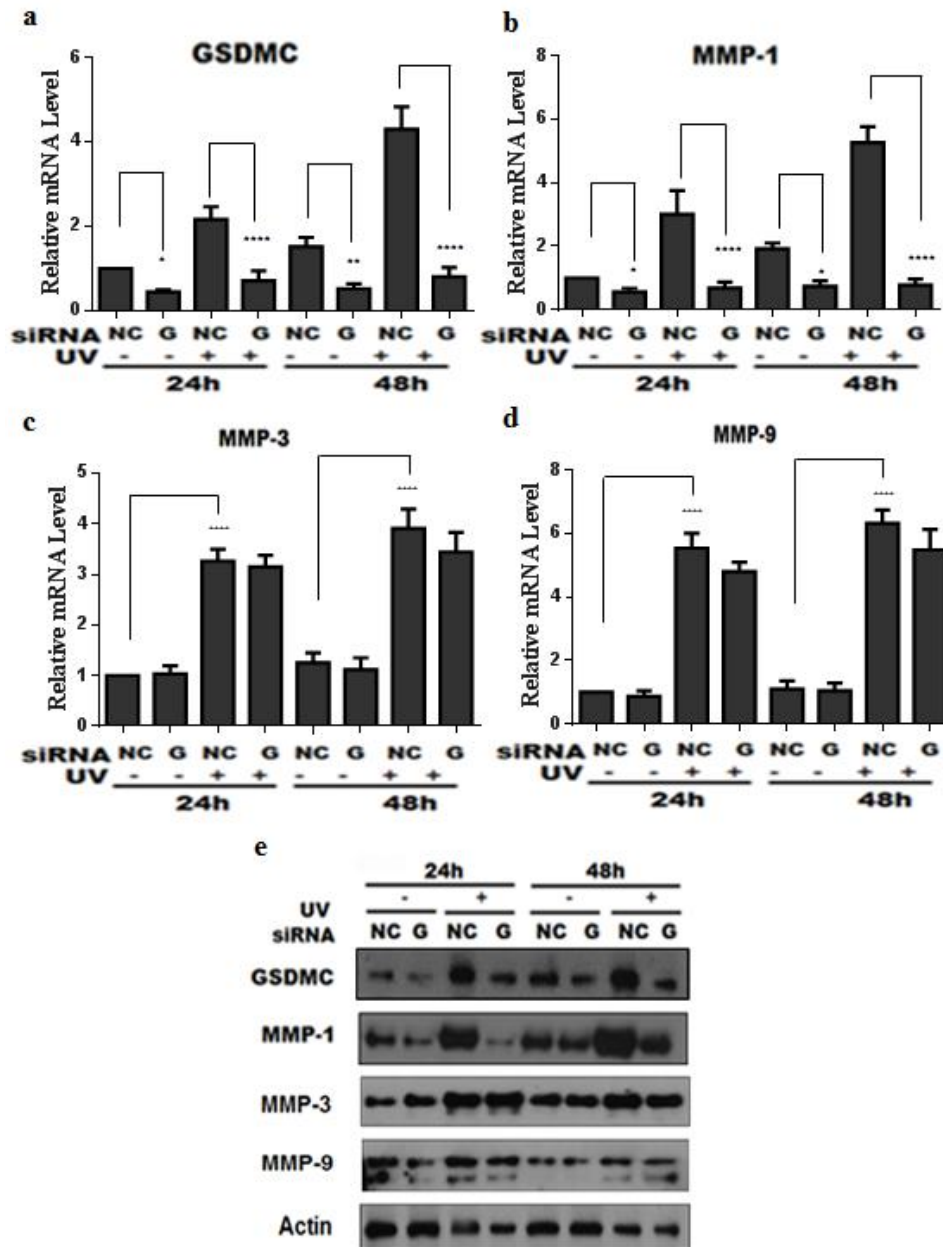 a
GSDMC
Relative mRNA Level
6
4
2
0
* **** ** ****
siRNA NC G NC G NC G NC G
UV - - + + - - + +
24h 48h
b
MMP-1
Relative mRNA Level
8
6
4
2
0
* **** * ****
siRNA NC G NC G NC G NC G
UV - - + + - - + +
24h 48h
c
MMP-3
Relative mRNA Level
5
4
3
2
1
0
**** ****
siRNA NC G NC G NC G NC G
UV - - + + - - + +
24h 48h
d
MMP-9
Relative mRNA Level
8
6
4
2
0
**** ****
siRNA NC G NC G NC G NC G
UV - - + + - - + +
24h 48h
e
24h 48h
UV - + - +
siRNA NC G NC G NC G NC G
GSDMC
MMP-1
MMP-3
MMP-9
Actin